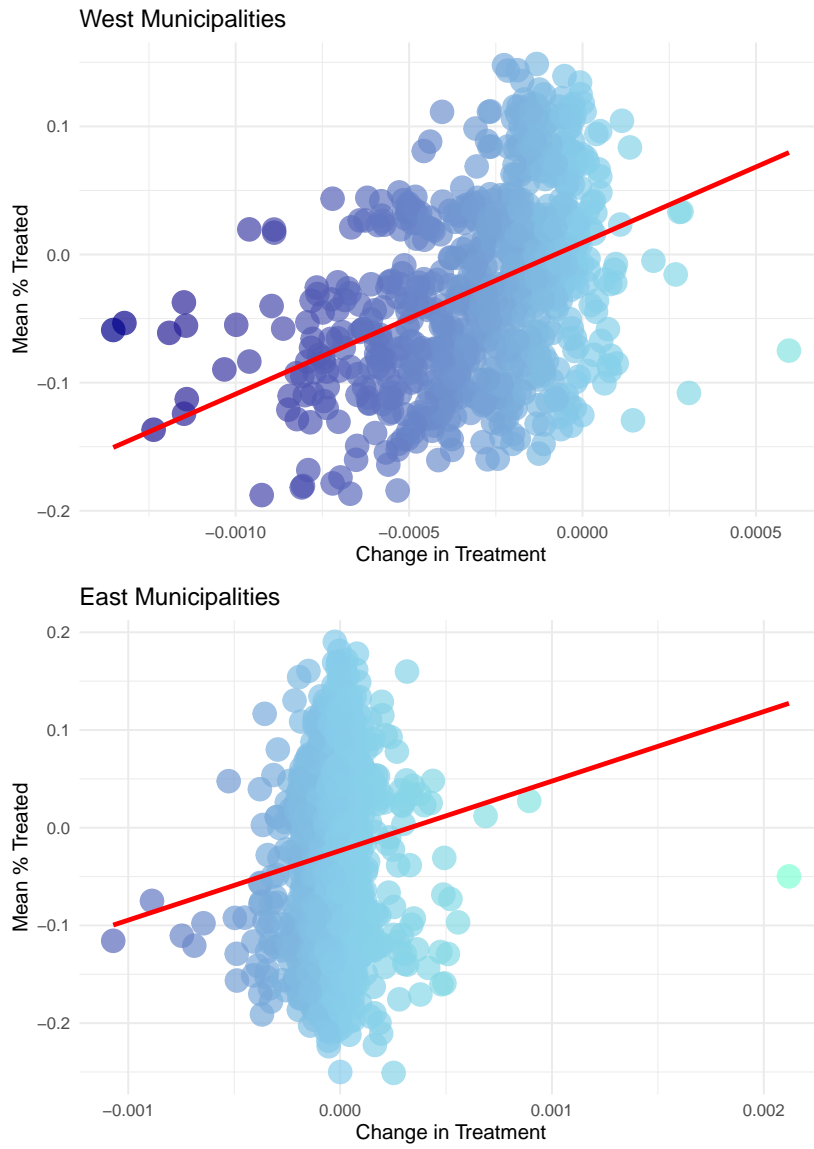 West Municipalities
0.1
0.0
−0.1
−0.2
Mean % Treated
−0.0010
−0.0005
0.0000
0.0005
Change in Treatment
East Municipalities
0.2
0.1
0.0
−0.1
−0.2
Mean % Treated
−0.001
0.000
0.001
0.002
Change in Treatment